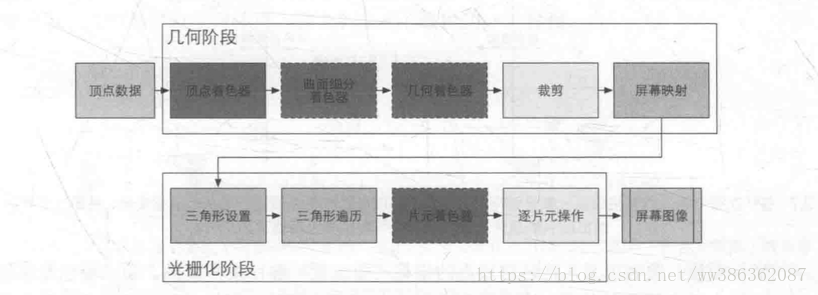 几何阶段
顶点数据
顶点着色器
曲面细分
着色器
几何着色器
裁剪
屏幕映射
三角形设置
三角形遍历
片元着色器
逐片元操作
屏幕图像
光栅化阶段
https://blog.csdn.net/ww386362087